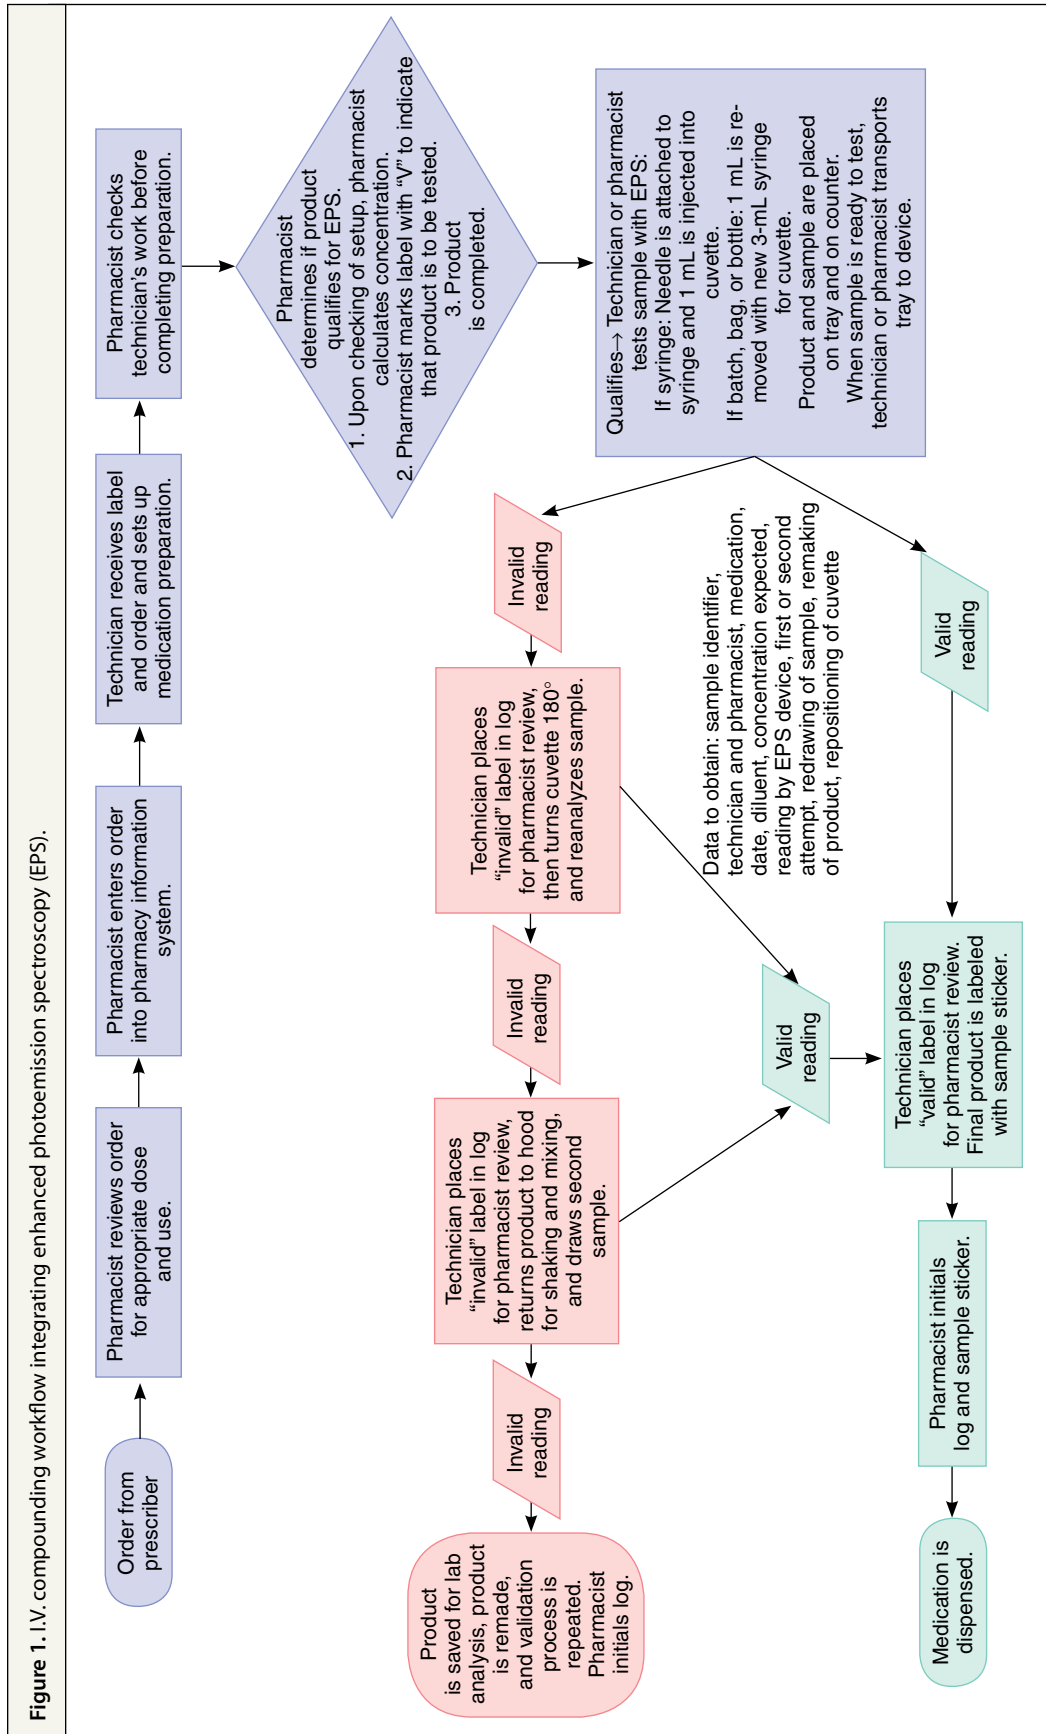 Figure 1. I.V. compounding workflow integrating enhanced photoemission spectroscopy (EPS).
Order from
prescriber
Pharmacist reviews order
for appropriate dose
and use.
Pharmacist enters order
into pharmacy information
system.
Technician receives label
and order and sets up
medication preparation.
Pharmacist checks
technician's work before
completing preparation.
Pharmacist
determines if product
qualifies for EPS.
1. Upon checking of setup, pharmacist
calculates concentration.
2. Pharmacist marks label with “V” to indicate
that product is to be tested.
3. Product
is completed.
Qualifies→ Technician or pharmacist
tests sample with EPS:
If syringe: Needle is attached to
syringe and 1 mL is injected into
cuvette.
If batch, bag, or bottle: 1 mL is re-
moved with new 3-mL syringe
for cuvette.
Product and sample are placed
on tray and on counter.
When sample is ready to test,
technician or pharmacist transports
tray to device.
Invalid
reading
Technician places
“invalid” label in log
for pharmacist review,
then turns cuvette 180°
and reanalyzes sample.
Invalid
reading
Technician places
“invalid” label in log
for pharmacist review,
returns product to hood
for shaking and mixing,
and draws second
sample.
Invalid
reading
Product
is saved for lab
analysis, product
is remade,
and validation
process is
repeated.
Pharmacist
initials log.
Data to obtain: sample identifier,
technician and pharmacist, medication,
date, diluent, concentration expected,
reading by EPS device, first or second
attempt, redrawing of sample, remaking
of product, repositioning of cuvette
Valid
reading
Valid
reading
Technician places
“valid” label in log
for pharmacist review.
Final product is labeled
with sample sticker.
Pharmacist initials
log and sample sticker.
Medication is
dispensed.